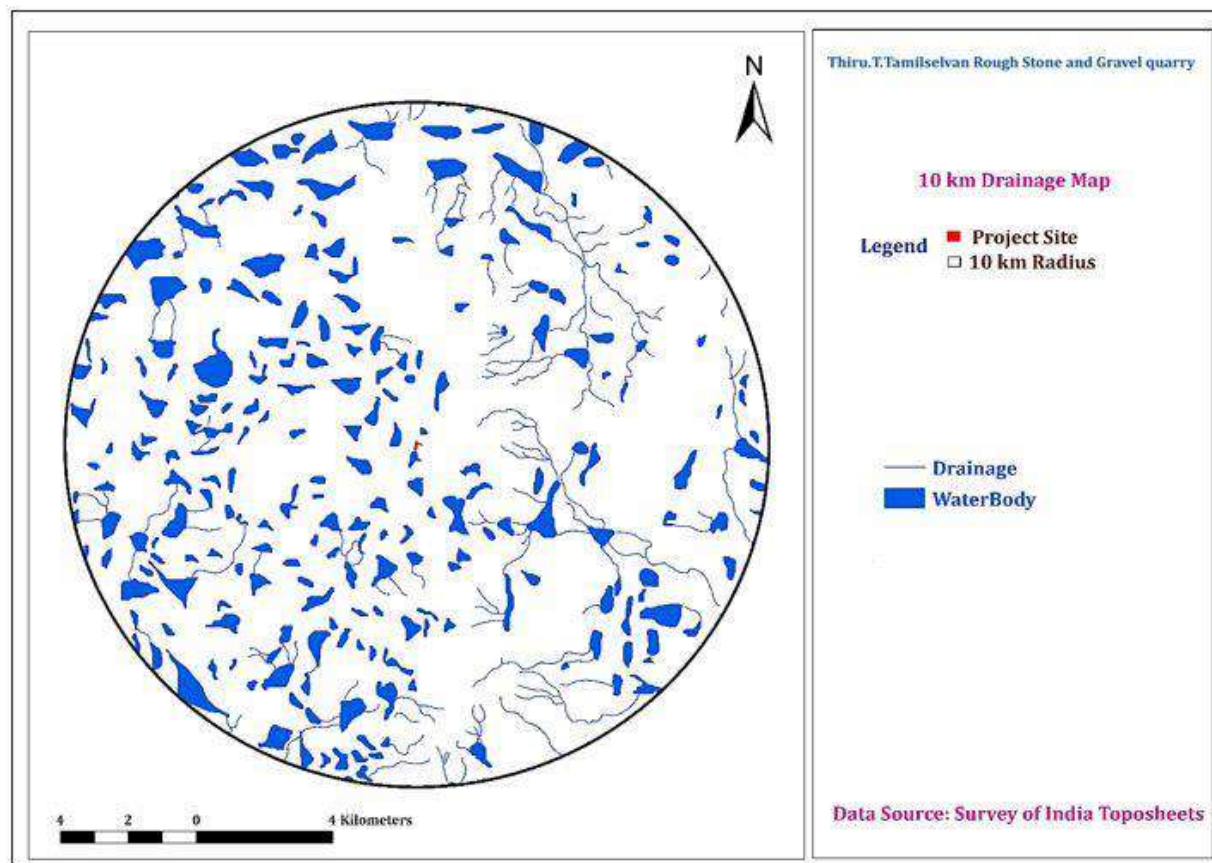 N
4 2 0 4 Kilometers
Thiru.T.Tamilselvan Rough Stone and Gravel quarry
10 km Drainage Map
Legend
Project Site
10 km Radius
Drainage
WaterBody
Data Source: Survey of India Toposheets